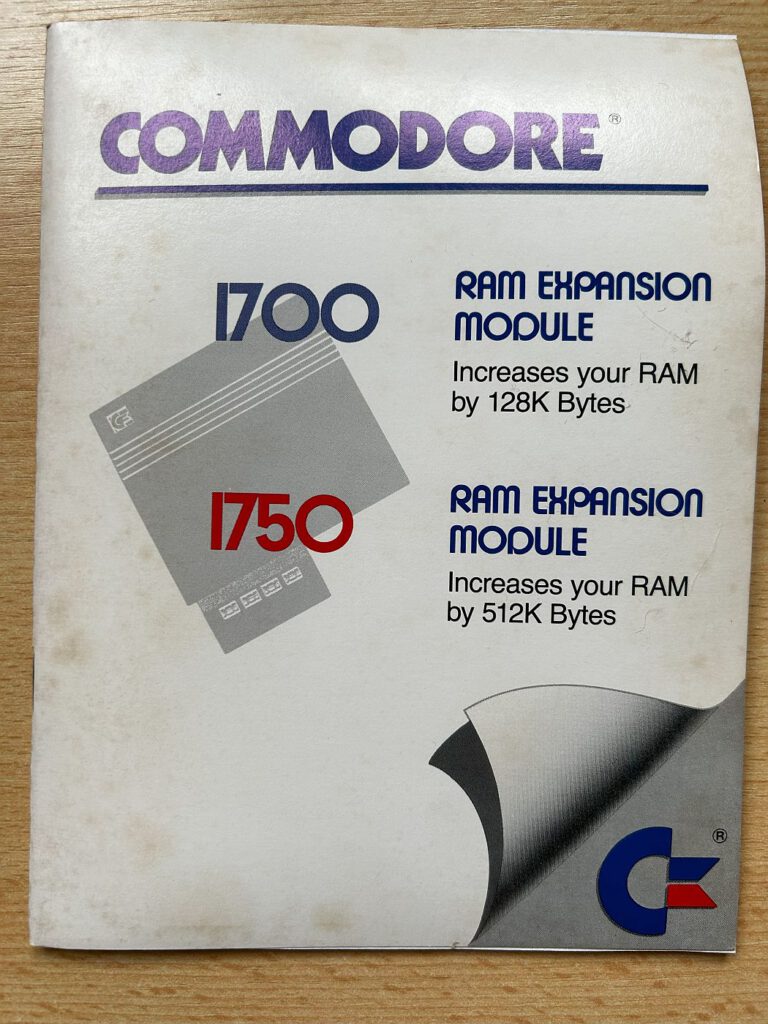 COMMODORE®
1700
RAM EXPANSION
MODULE
Increases your RAM
by 128K Bytes
1750
RAM EXPANSION
MODULE
Increases your RAM
by 512K Bytes
®